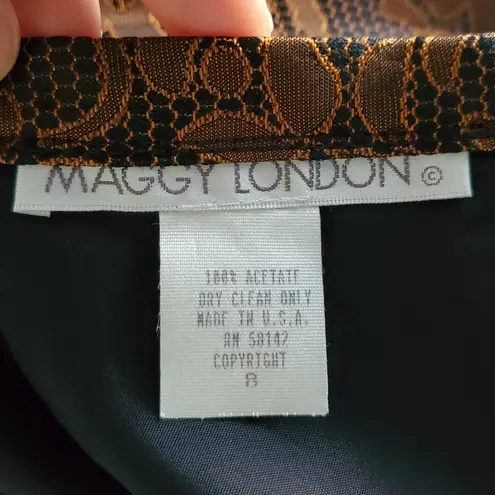 MAGGY LONDON ©
100% ACETATE
DRY CLEAN ONLY
MADE IN U.S.A.
RN 58142
COPYRIGHT
8